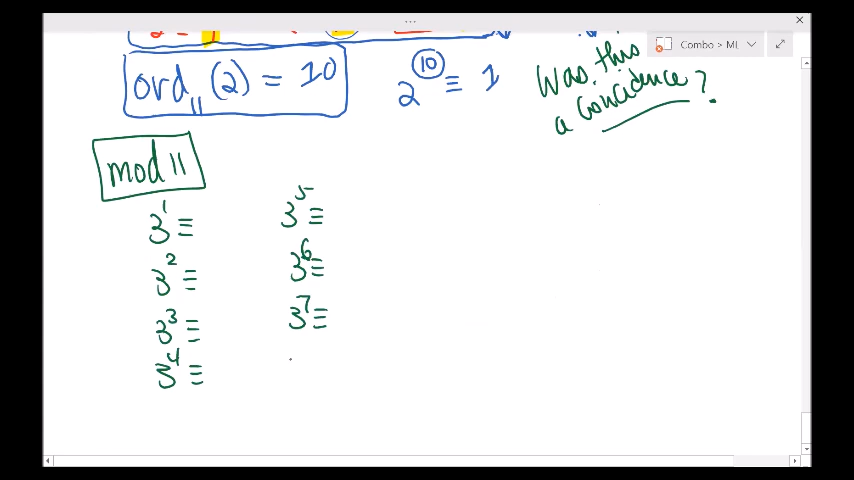 Combo > ML
ord₁₁(2) = 10
2^10 ≡ 1
Was this
a concidence?
mod 11
3^1 ≡
3^2 ≡
3^3 ≡
3^4 ≡
3^5 ≡
3^6 ≡
3^7 ≡